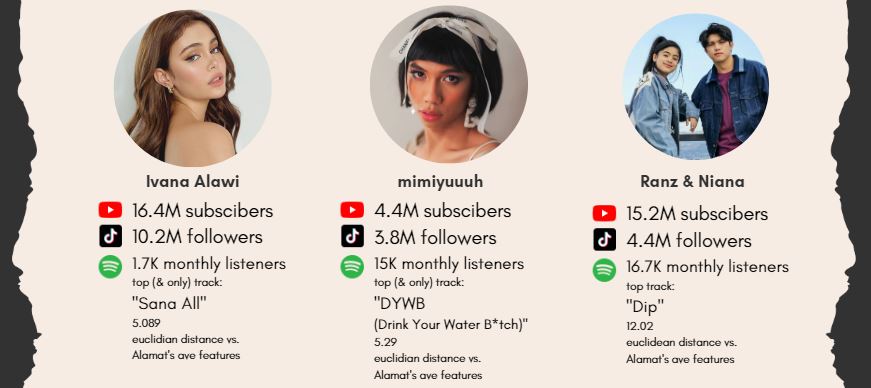 Ivana Alawi
16.4M subscibers
10.2M followers
1.7K monthly listeners
top (& only) track:
"Sana All"
5.089
euclidian distance vs.
Alamat's ave features
mimiyuuuh
4.4M subscibers
3.8M followers
15K monthly listeners
top (& only) track:
"DYWB
(Drink Your Water B*tch)"
5.29
euclidian distance vs.
Alamat's ave features
Ranz & Niana
15.2M subscibers
4.4M followers
16.7K monthly listeners
top track:
"Dip"
12.02
euclidean distance vs.
Alamat's ave features